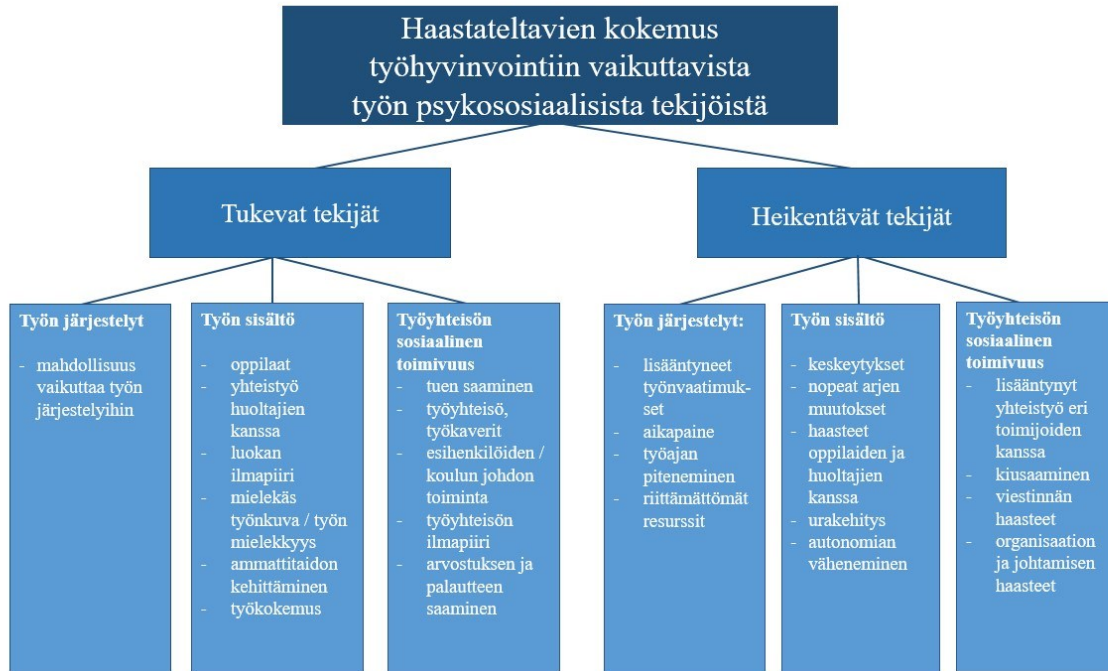 Haastateltavien kokemus
työhyvinvointiin vaikuttavista
työn psykososiaalisista tekijöistä
Tukevat tekijät
Heikentävät tekijät
Työn järjestelyt
- mahdollisuus
vaikuttaa työn
järjestelyihin
Työn sisältö
- oppilaat
- yhteistyö
huoltajien
kanssa
- luokan
ilmapiiri
- mielekäs
työnkuva / työn
mielekkyys
- ammattitaidon
kehittäminen
- työkokemus
Työyhteisön
sosiaalinen
toimivuus
- tuen saaminen
- työyhteisö,
työkaverit
- esihenkilöiden /
koulun johdon
toiminta
- työyhteisön
ilmapiiri
- arvostuksen ja
palautteen
saaminen
Työn järjestelyt:
- lisääntyneet
työnvaatimuk-
set
- aikapaine
- työajan
piteneminen
- riittämättömät
resurssit
Työn sisältö
- keskeytykset
- nopeat arjen
muutokset
- haasteet
oppilaiden ja
huoltajien
kanssa
- urakehitys
- autonomian
väheneminen
Työyhteisön
sosiaalinen
toimivuus
- lisääntynyt
yhteistyö eri
toimijoiden
kanssa
- kiusaaminen
- viestinnän
haasteet
- organisaation
ja johtamisen
haasteet